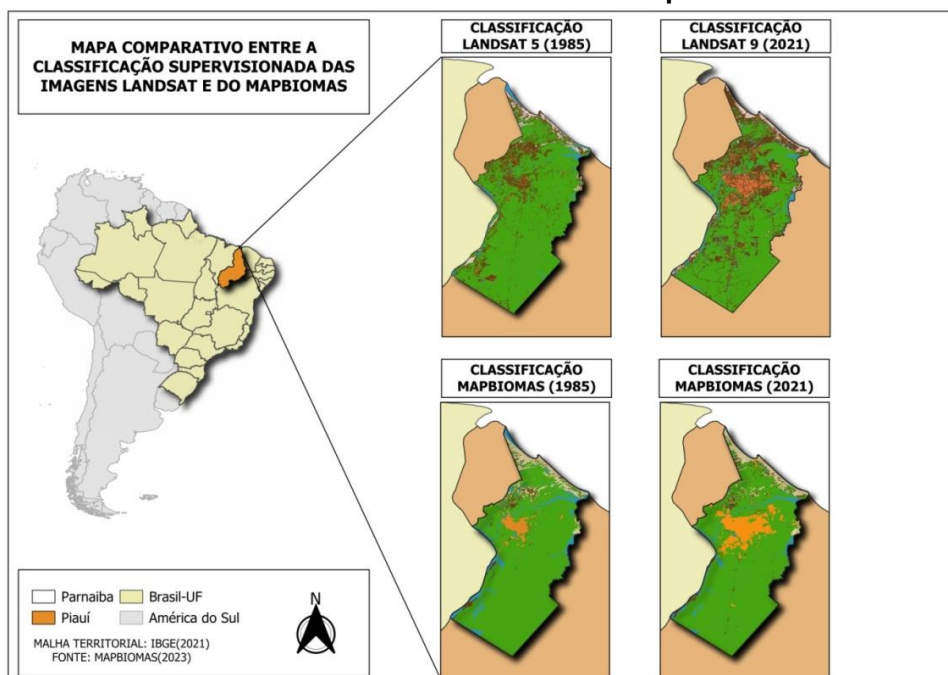 MAPA COMPARATIVO ENTRE A
CLASSIFICAÇÃO SUPERVISIONADA DAS
IMAGENS LANDSAT E DO MAPBIOMAS
CLASSIFICAÇÃO
LANDSAT 5 (1985)
CLASSIFICAÇÃO
LANDSAT 9 (2021)
CLASSIFICAÇÃO
MAPBIOMAS (1985)
CLASSIFICAÇÃO
MAPBIOMAS (2021)
Parnaiba
Brasil-UF
Piauí
América do Sul
MALHA TERRITORIAL: IBGE(2021)
FONTE: MAPBIOMAS(2023)
N